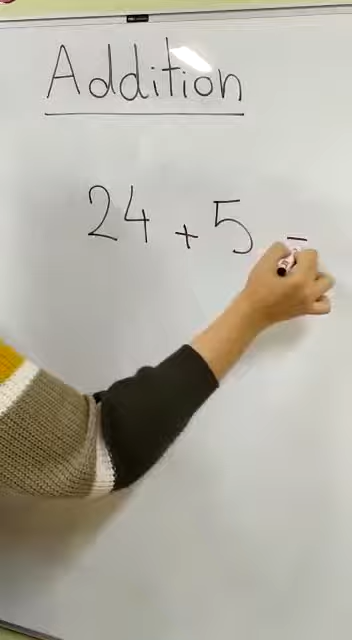 Addition
24 + 5 =